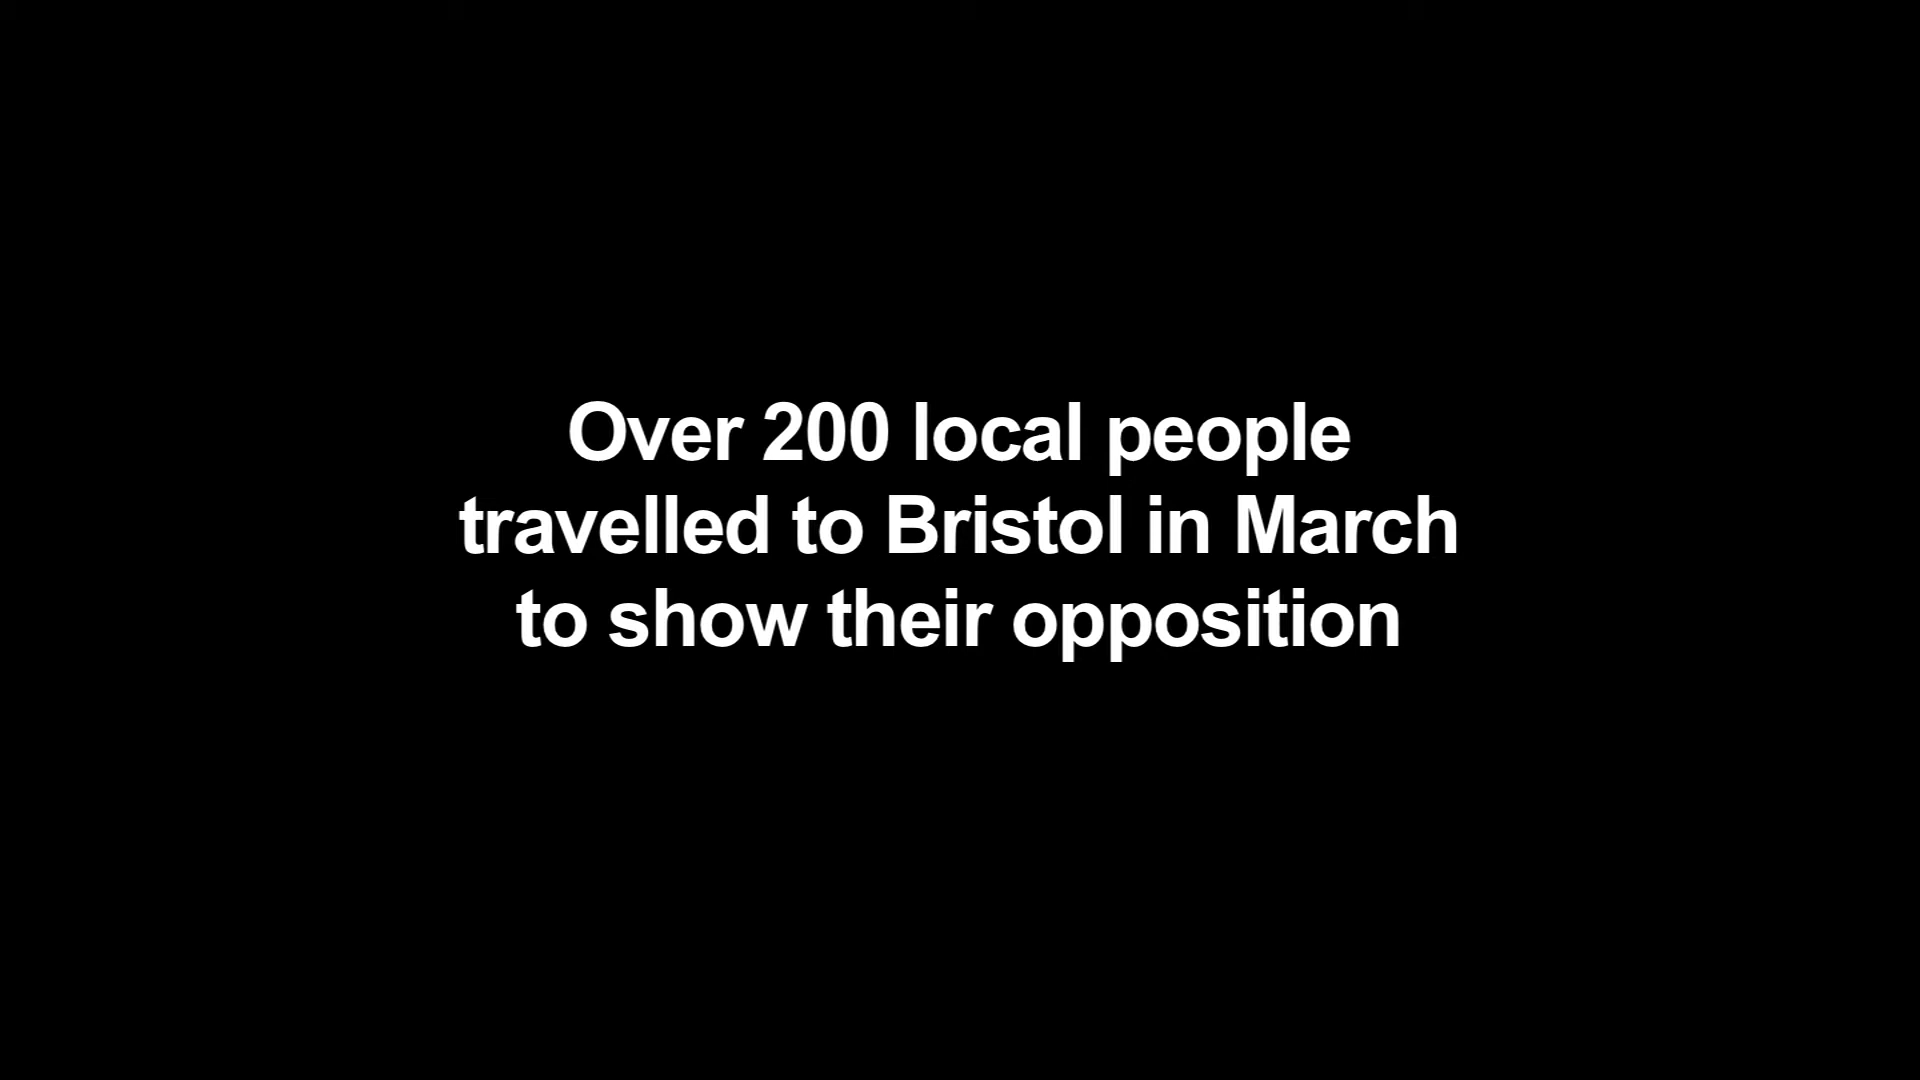 Over 200 local people
travelled to Bristol in March
to show their opposition